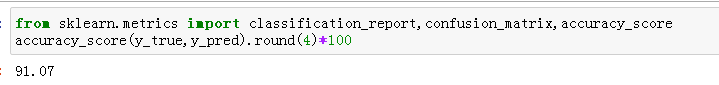 from sklearn.metrics import classification_report,confusion_matrix,accuracy_score
accuracy_score(y_true,y_pred).round(4)*100
91.07